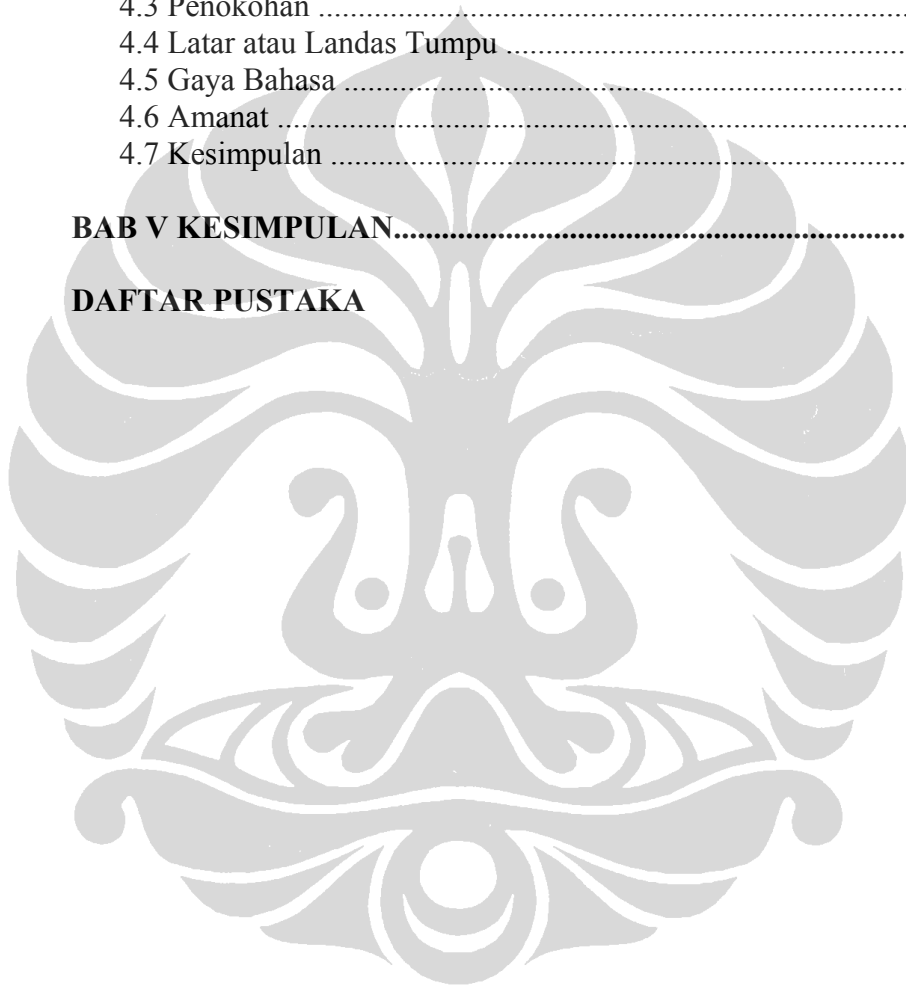 4.3 Penokohan ........................................................................
4.4 Latar atau Landas Tumpu ..................................................
4.5 Gaya Bahasa ......................................................................
4.6 Amanat ..............................................................................
4.7 Kesimpulan .......................................................................
BAB V KESIMPULAN.................................................................
DAFTAR PUSTAKA